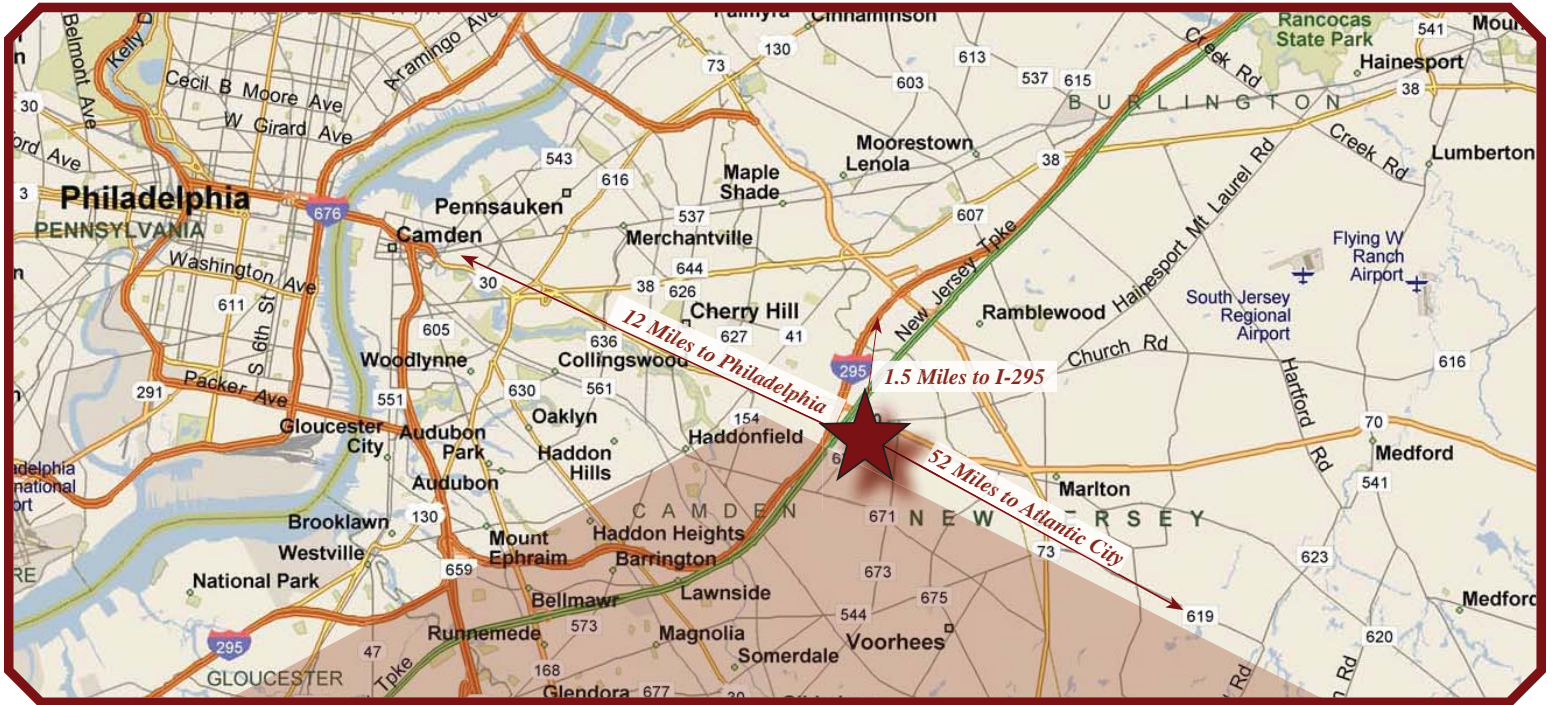 Rancocas
State Park
Cinnaminson
Belmont Ave
Kelly D
Aramingo Ave
130
541
73
613
Creek Rd
Hainesport
Cecil B Moore Ave
603
537
615
38
30
BURLINGTON
W Girard Ave
Creek Rd
Moorestown
543
38
Lumberton
Lenola
Maple
Shade
616
3
Philadelphia
Pennsauken
676
537
607
Hainesport Mt Laurel Rd
PENNSYLVANIA
Camden
Merchantville
Flying W
Ranch
Airport
Washington Ave
644
New Jersey Tpke
30
38
626
South Jersey
Regional
Airport
611
S 6th St
Cherry Hill
Ramblewood
12 Miles to Philadelphia
605
627
41
636
Church Rd
Woodlynne
Collingswood
295
616
1.5 Miles to I-295
Packer Ave
291
551
630
561
Hartford Rd
Oaklyn
154
70
Gloucester
City
Audubon
Park
Haddonfield
Haddon
Hills
Medford
52 Miles to Atlantic City
Audubon
541
Marlton
CAMDEN
671
NEW
ERSEY
Brooklawn
130
Mount
Ephraim
Haddon Heights
Westville
Barrington
73
623
659
National Park
673
Lawnside
675
Bellmawr
544
619
573
Runnemede
Magnolia
Voorhees
620
295
47
Somerdale
168
GLOUCESTER
Tpke
Glendora
677
Rd
Rd